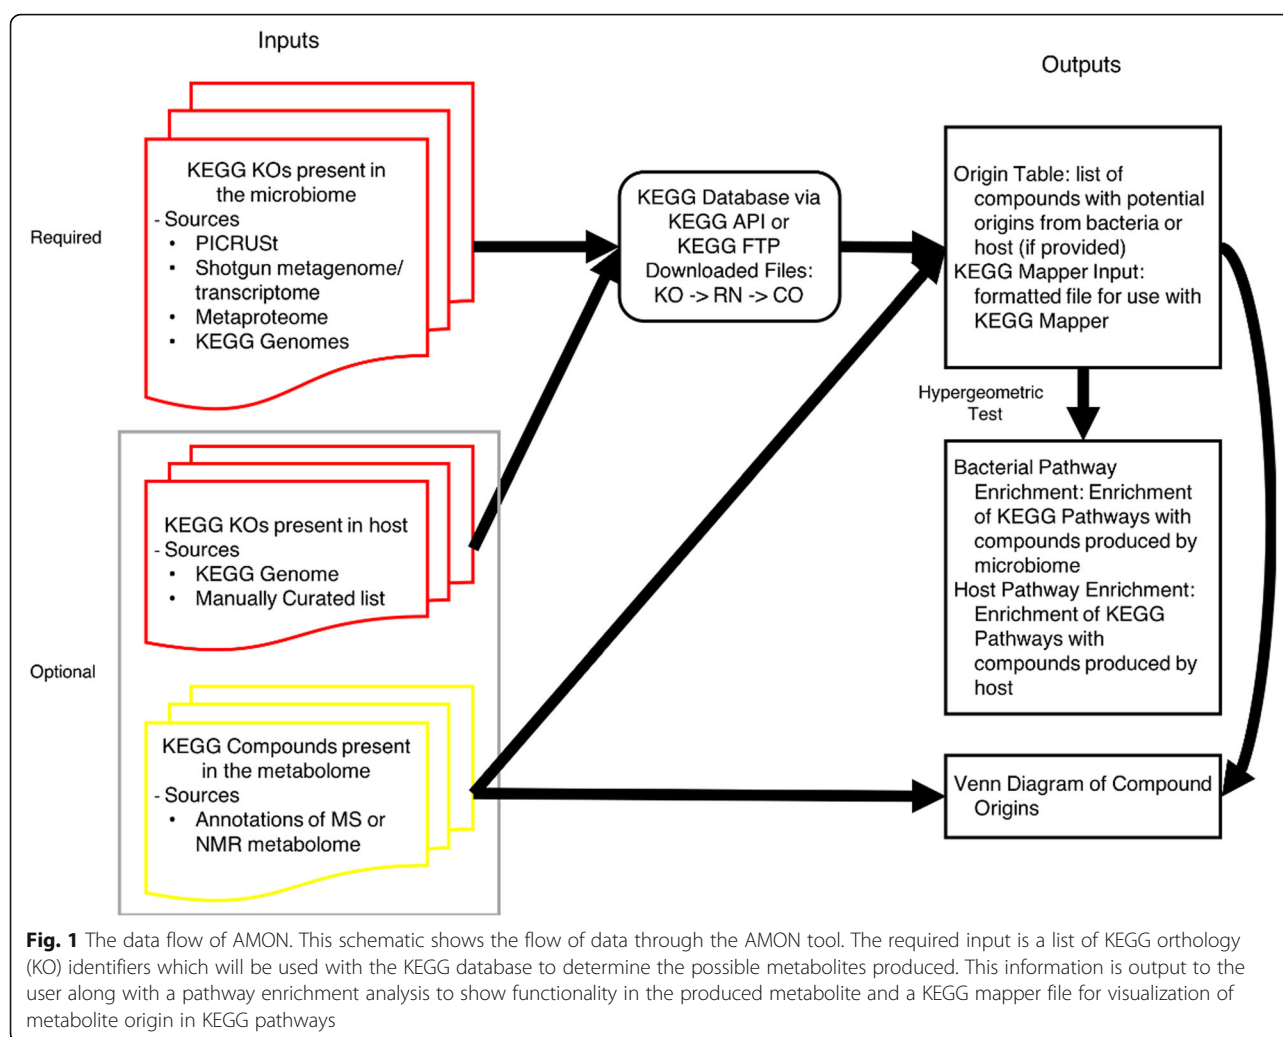 Inputs
Outputs
Required
KEGG KOs present in
the microbiome
- Sources
• PICRUSt
• Shotgun metagenome/
transcriptome
• Metaproteome
• KEGG Genomes
KEGG Database via
KEGG API or
KEGG FTP
Downloaded Files:
KO -> RN -> CO
Origin Table: list of
compounds with potential
origins from bacteria or
host (if provided)
KEGG Mapper Input:
formatted file for use with
KEGG Mapper
Hypergeometric
Test
Bacterial Pathway
Enrichment: Enrichment
of KEGG Pathways with
compounds produced by
microbiome
Host Pathway Enrichment:
Enrichment of KEGG
Pathways with
compounds produced by
host
Optional
KEGG KOs present in host
- Sources
• KEGG Genome
• Manually Curated list
KEGG Compounds present
in the metabolome
- Sources
• Annotations of MS or
NMR metabolome
Venn Diagram of Compound
Origins
Fig. 1 The data flow of AMON. This schematic shows the flow of data through the AMON tool. The required input is a list of KEGG orthology
(KO) identifiers which will be used with the KEGG database to determine the possible metabolites produced. This information is output to the
user along with a pathway enrichment analysis to show functionality in the produced metabolite and a KEGG mapper file for visualization of
metabolite origin in KEGG pathways